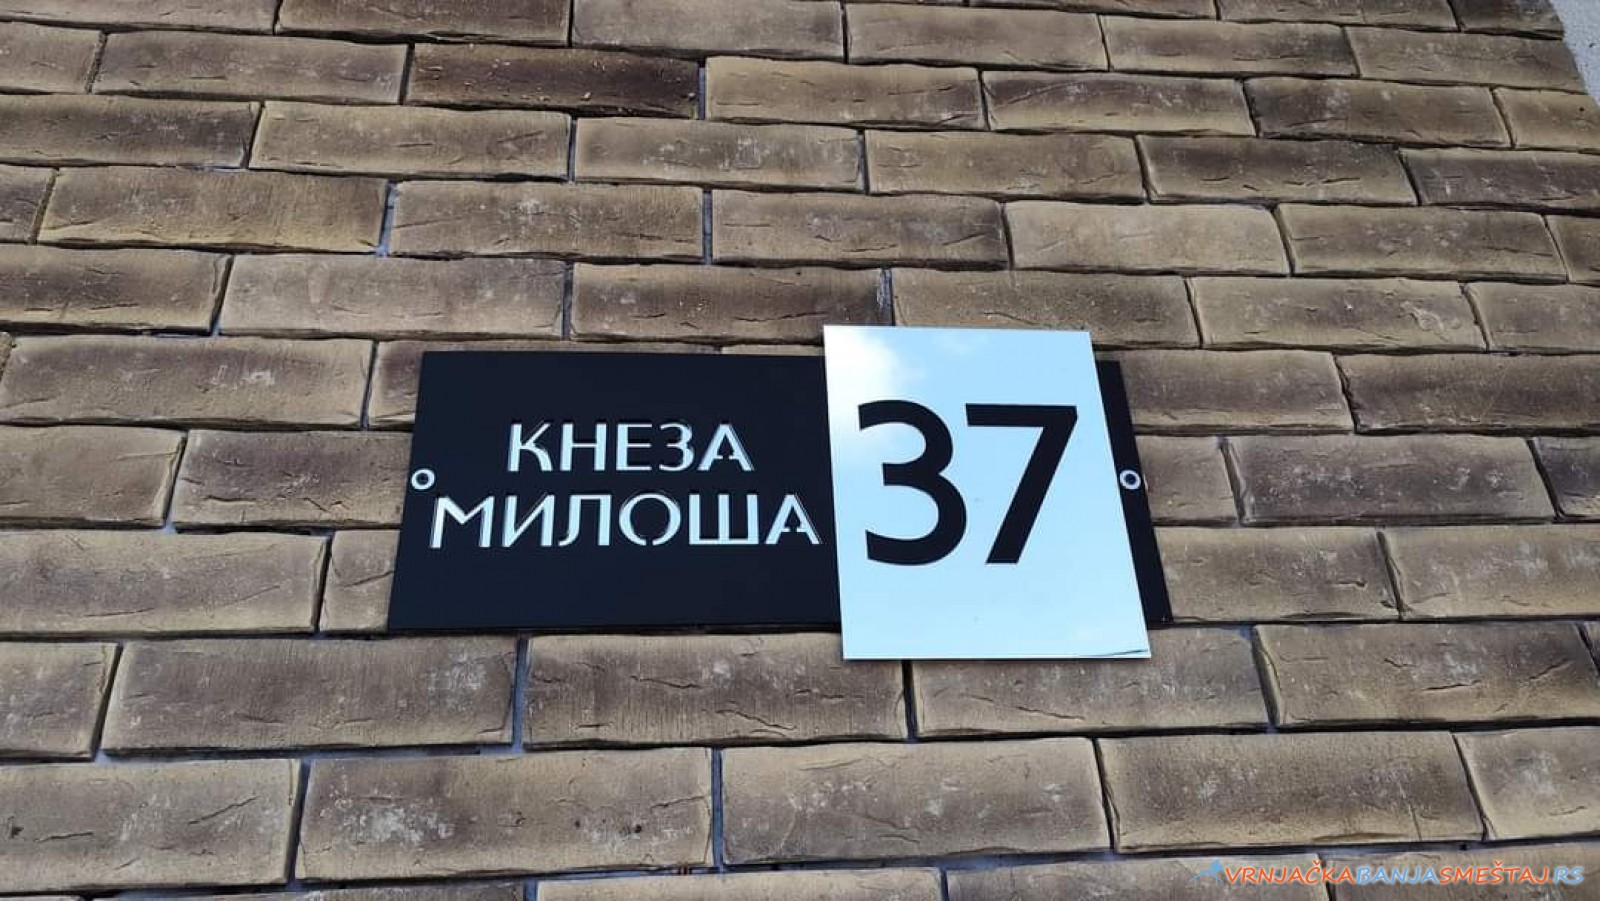 КНЕЗА
МИЛОША
37
VRNJAČKABANJASMEŠTAJ.RS